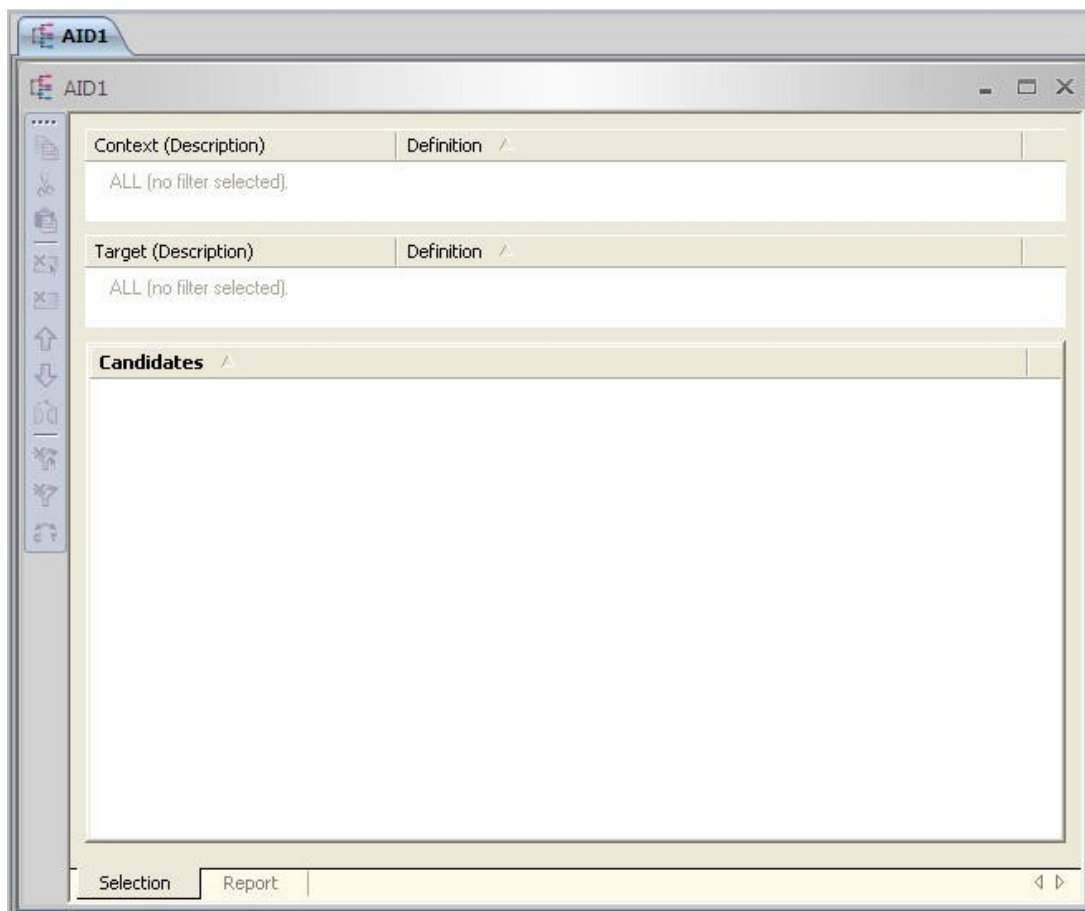 AID1
AID1
Context (Description) Definition
ALL (no filter selected).
Target (Description) Definition
ALL (no filter selected).
Candidates
Selection Report